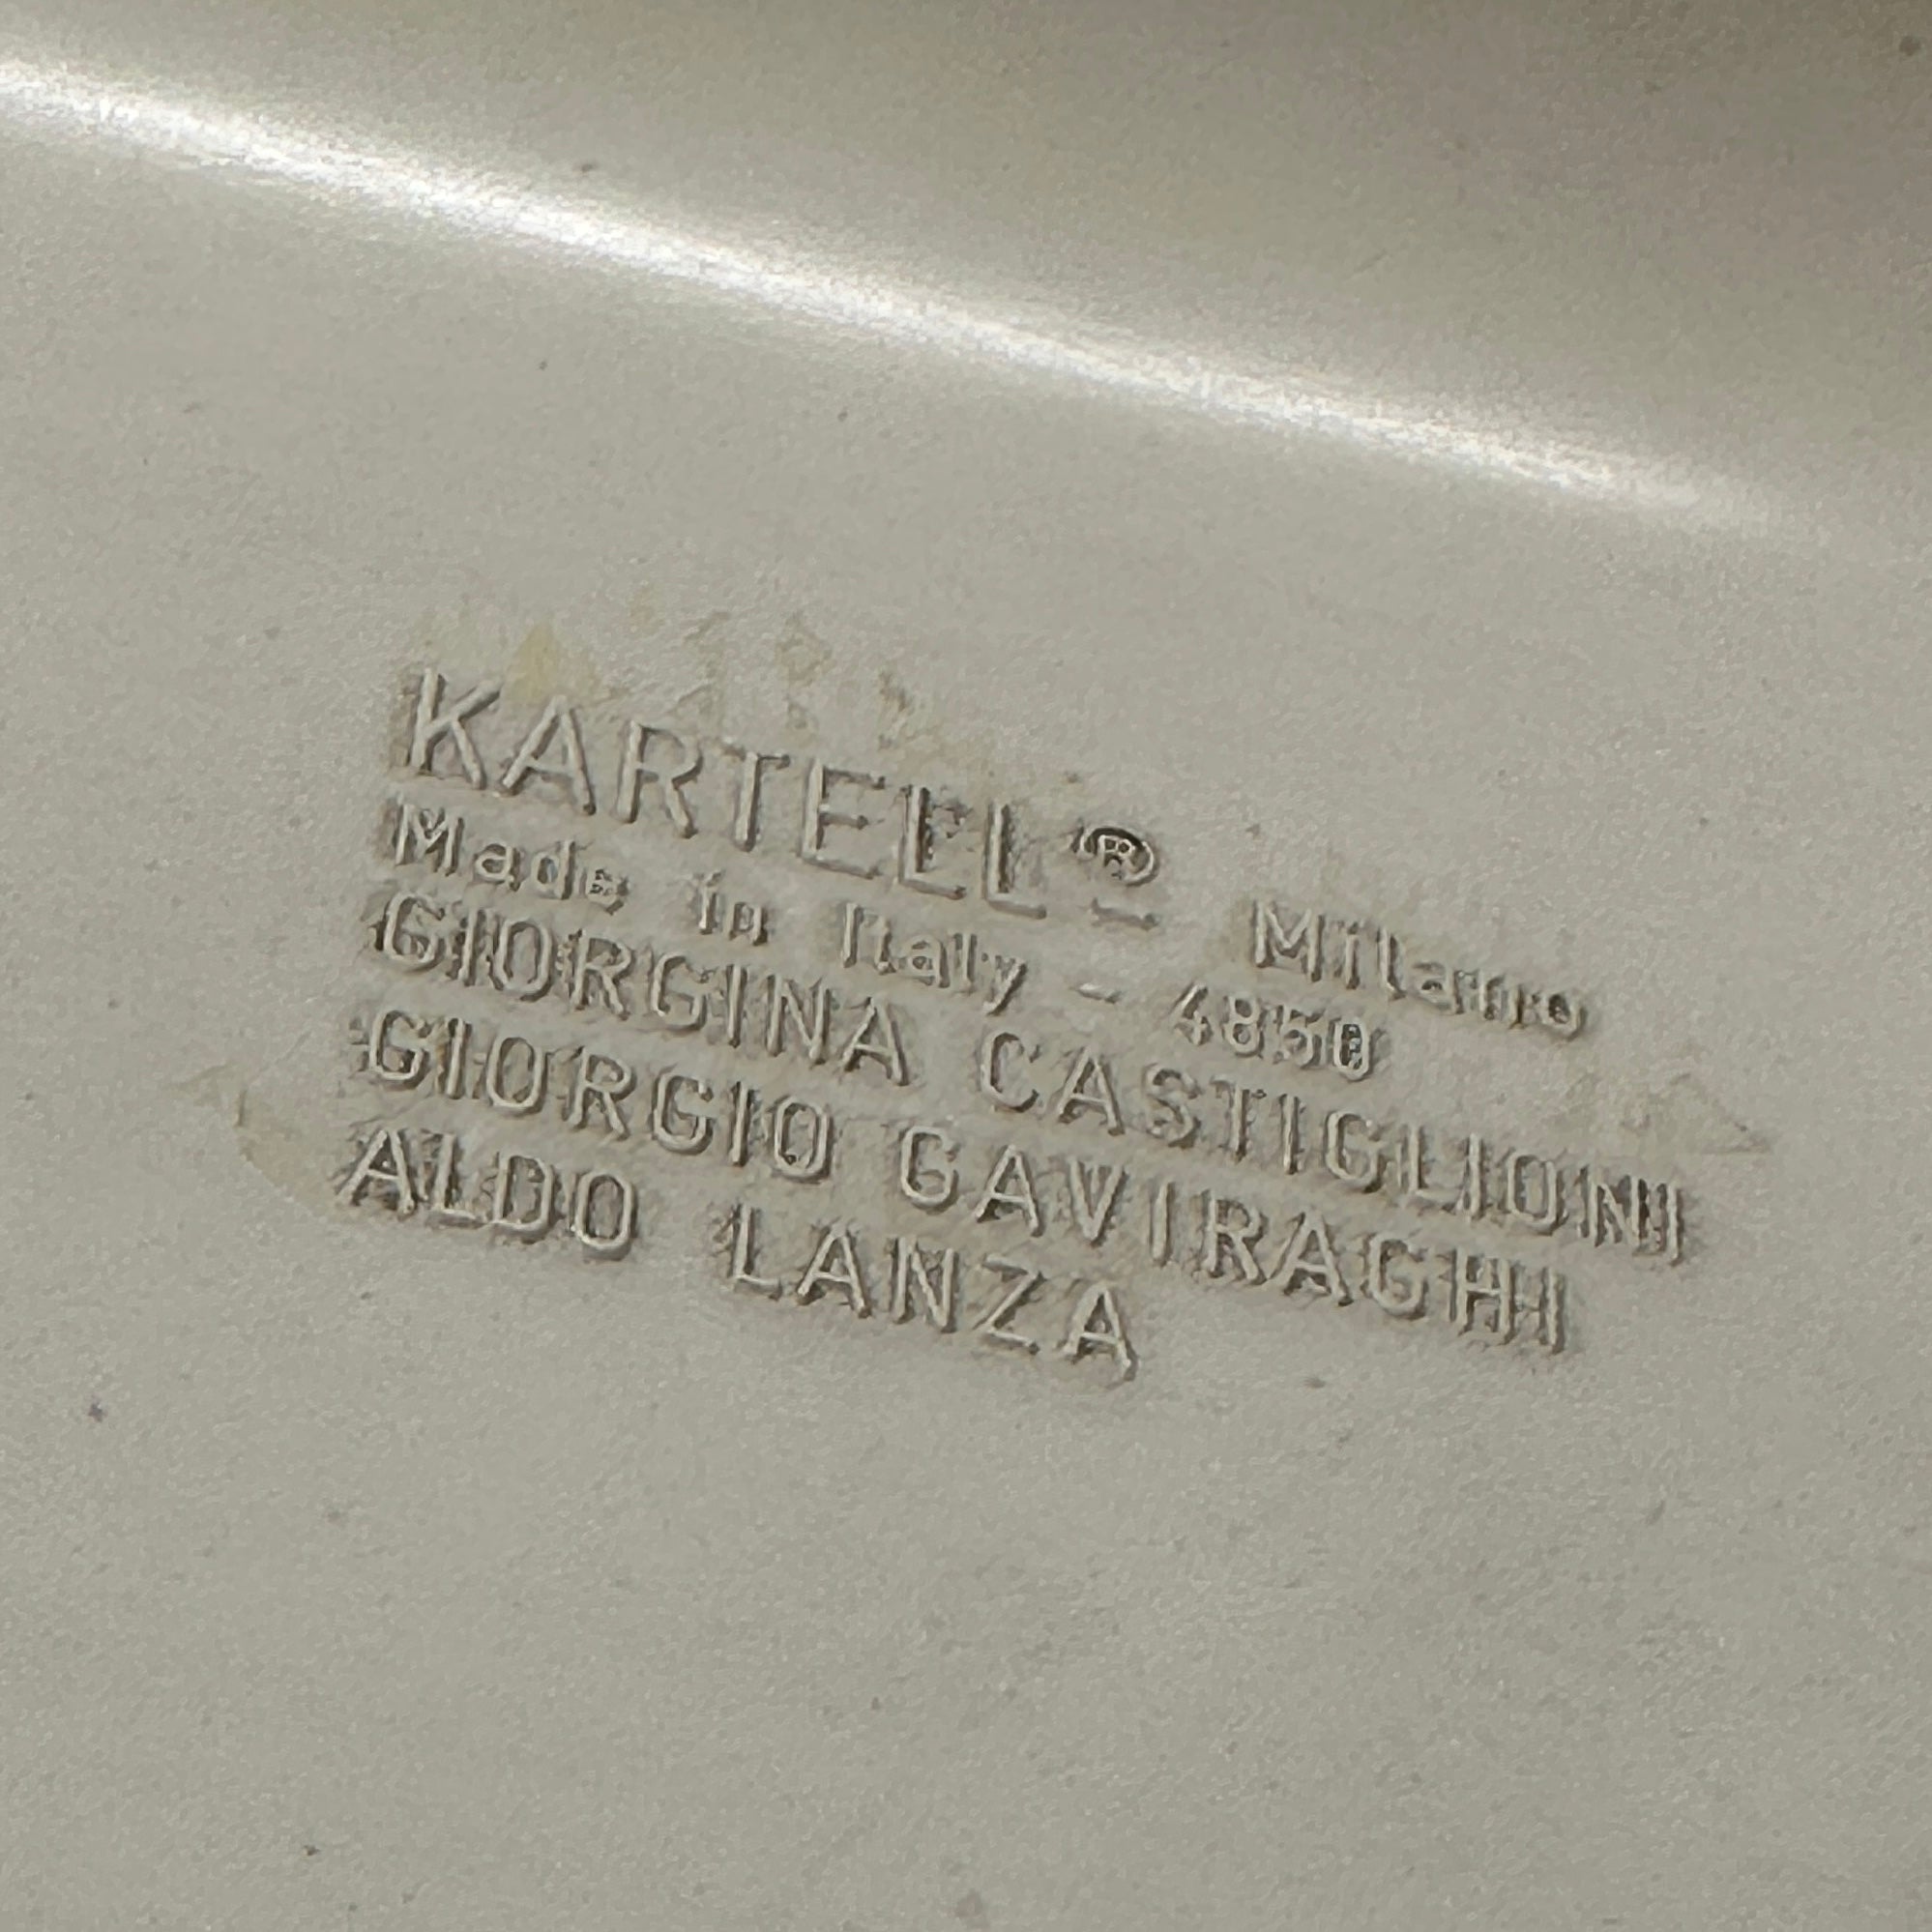 KARTELL® - Milano
Made in Italy - 4850
GIORGINA CASTIGLIONI
GIORGIO GAVIRAGHI
ALDO LANZA